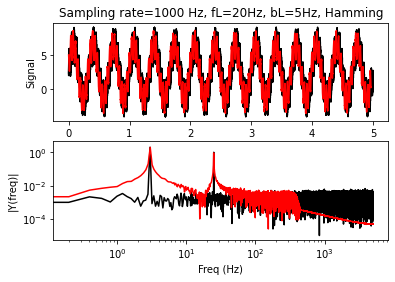 Sampling rate=1000 Hz, fL=20Hz, bL=5Hz, Hamming
Signal
5
0
0 1 2 3 4 5
|Y(freq)|
10⁰
10⁻²
10⁻⁴
10⁰ 10¹ 10² 10³
Freq (Hz)